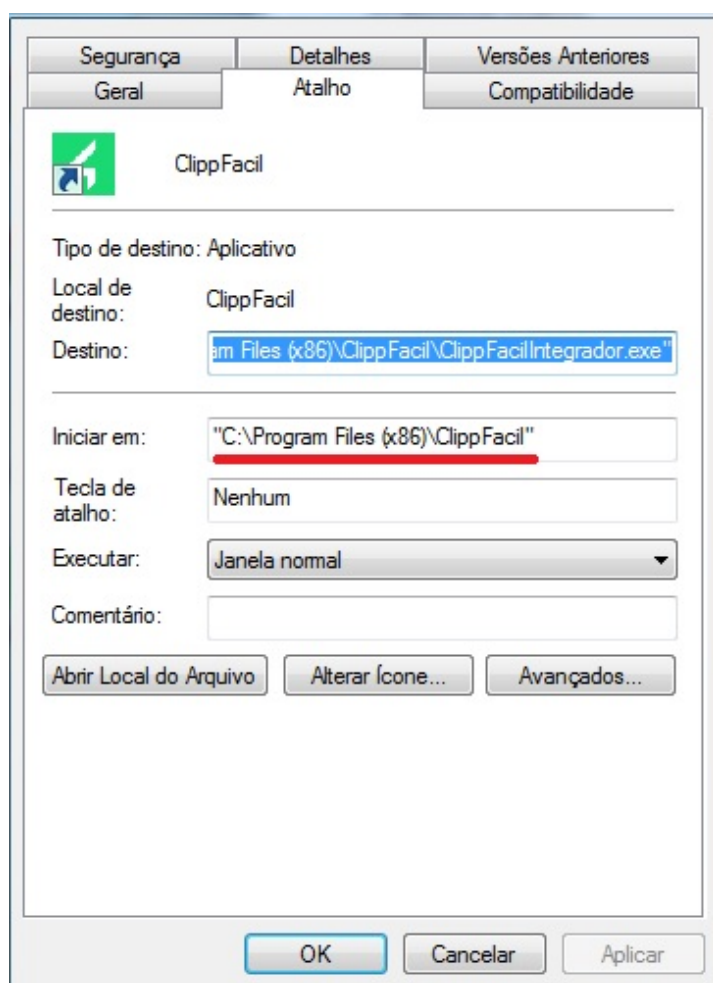 Segurança
Detalhes
Versões Anteriores
Geral
Atalho
Compatibilidade
ClippFacil
Tipo de destino: Aplicativo
Local de
destino:
ClippFacil
Destino:
am Files (x86)\ClippFacil\ClippFacilIntegrador.exe"
Iniciar em:
"C:\Program Files (x86)\ClippFacil"
Tecla de
atalho:
Nenhum
Executar:
Janela normal
Comentário:
Abrir Local do Arquivo
Alterar Ícone...
Avançados...
OK
Cancelar
Aplicar